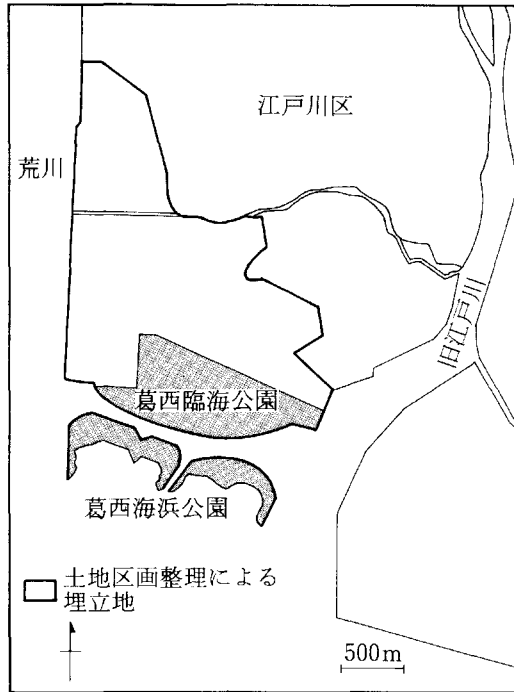 江戸川区
荒川
旧江戸川
葛西臨海公園
葛西海浜公園
土地区画整理による
埋立地
500m